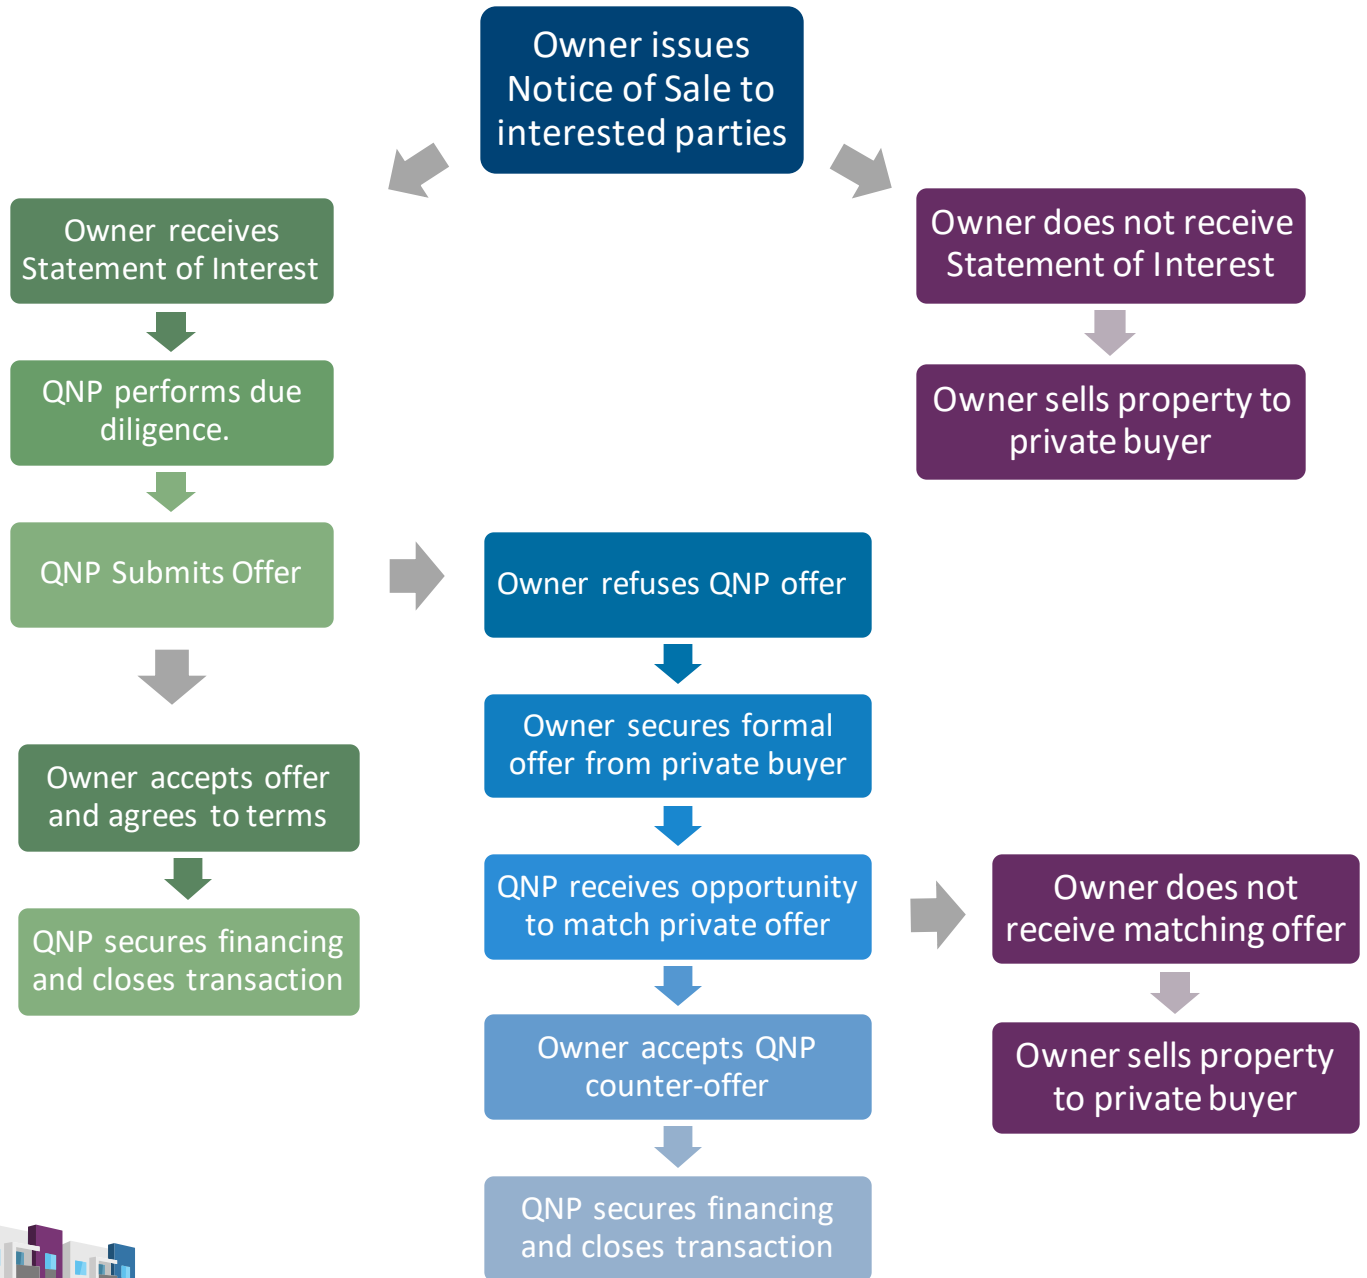 Owner issues
Notice of Sale to
interested parties
Owner receives
Statement of Interest
QNP performs due
diligence.
QNP Submits Offer
Owner accepts offer
and agrees to terms
QNP secures financing
and closes transaction
Owner refuses QNP offer
Owner secures formal
offer from private buyer
QNP receives opportunity
to match private offer
Owner accepts QNP
counter-offer
QNP secures financing
and closes transaction
Owner does not receive
Statement of Interest
Owner sells property to
private buyer
Owner does not
receive matching offer
Owner sells property
to private buyer